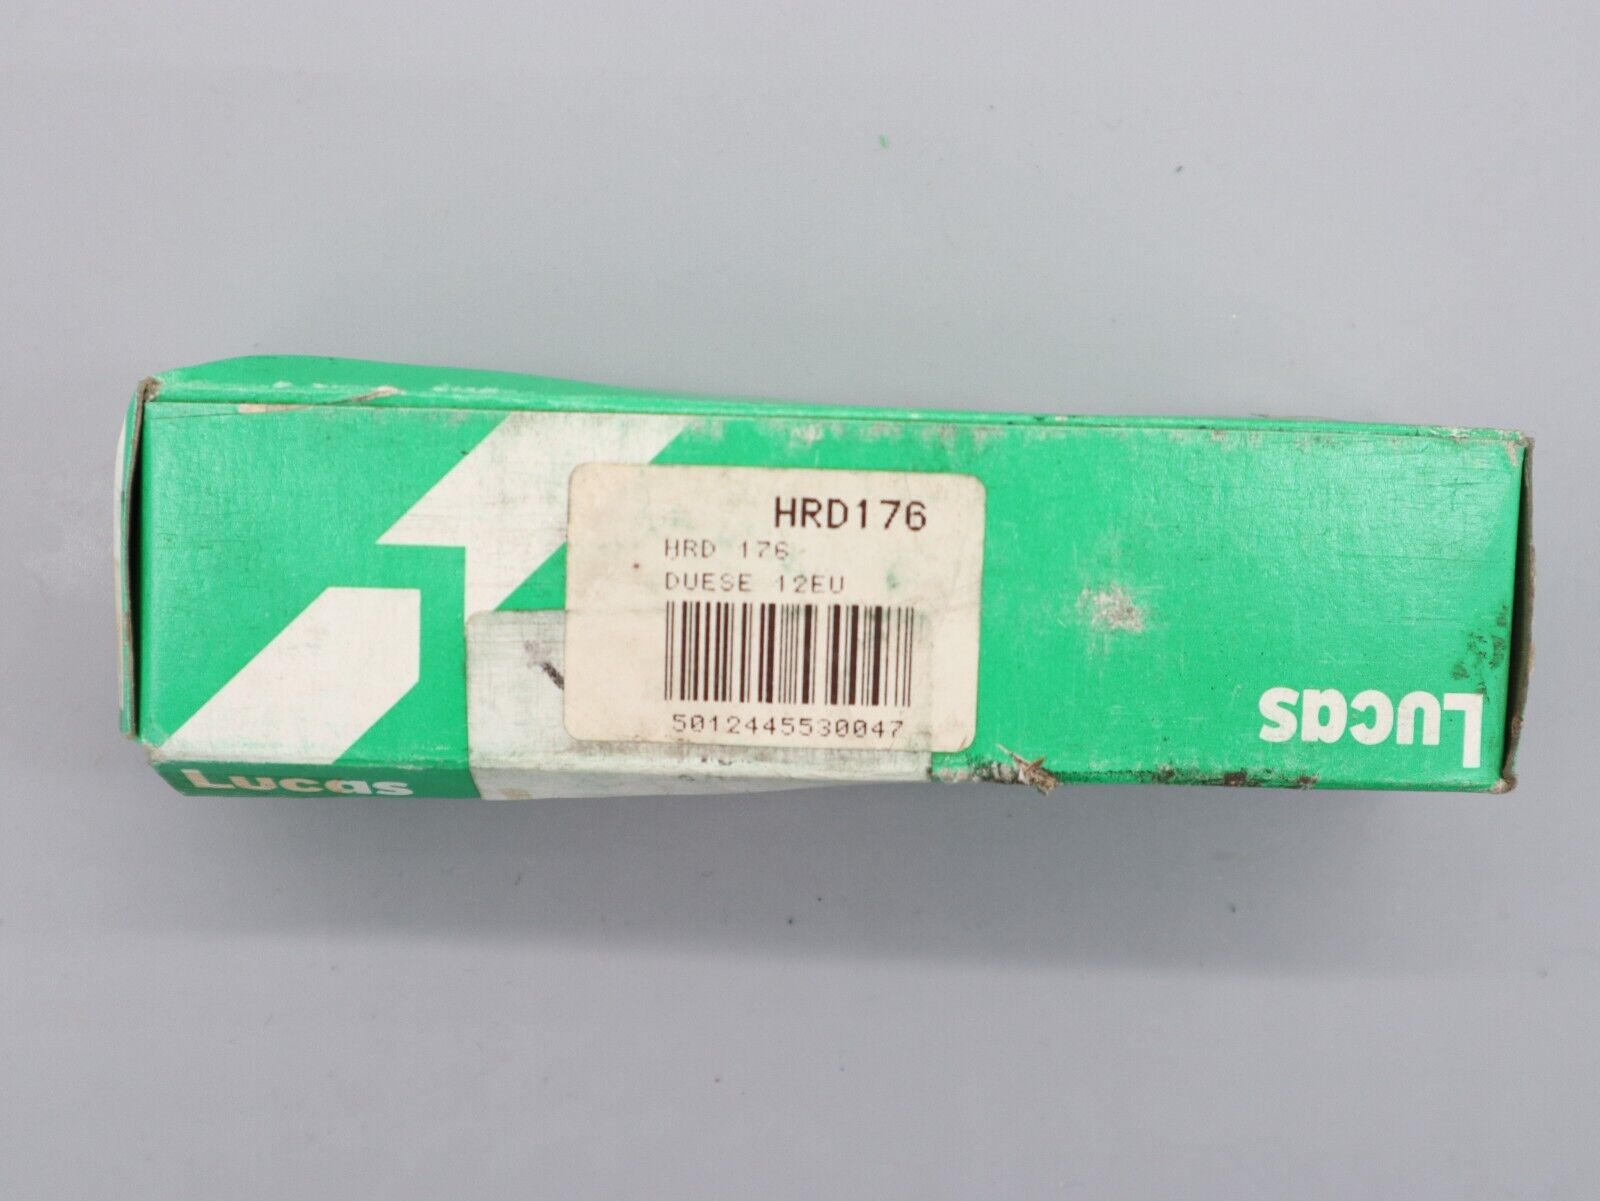 HRD176
HRD 176
DUESE 12EU
5012445530047
Lucas
Lucas